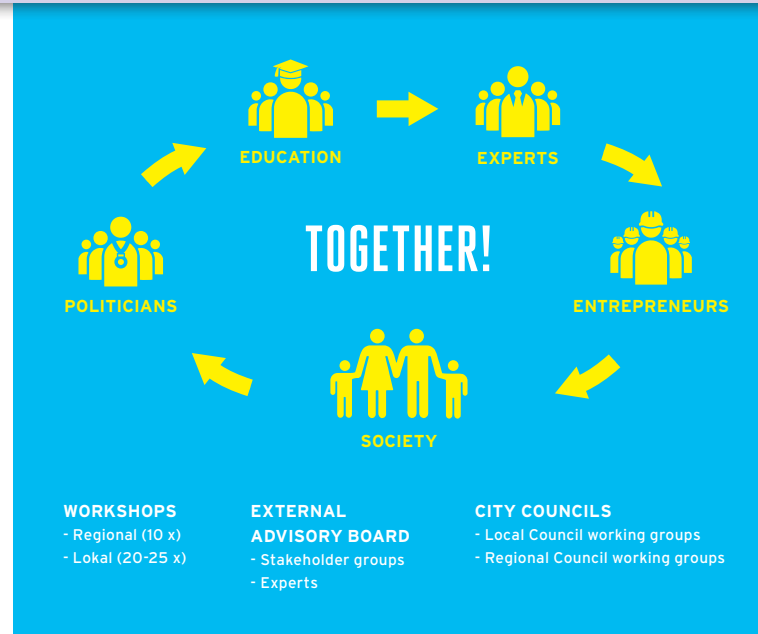 EDUCATION
EXPERTS
TOGETHER!
POLITICIANS
ENTREPRENEURS
SOCIETY
WORKSHOPS
- Regional (10 x)
- Lokal (20-25 x)
EXTERNAL
ADVISORY BOARD
- Stakeholder groups
- Experts
CITY COUNCILS
- Local Council working groups
- Regional Council working groups